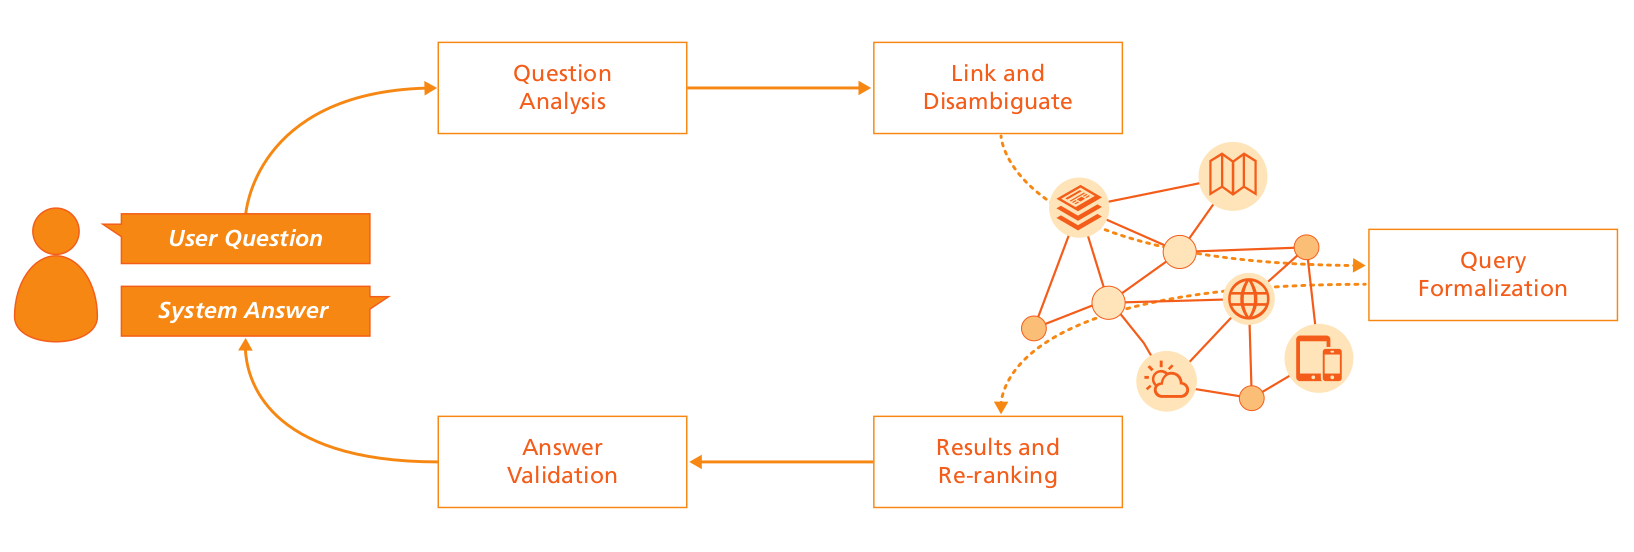 Question
Analysis
Link and
Disambiguate
User Question
System Answer
Query
Formalization
Answer
Validation
Results and
Re-ranking